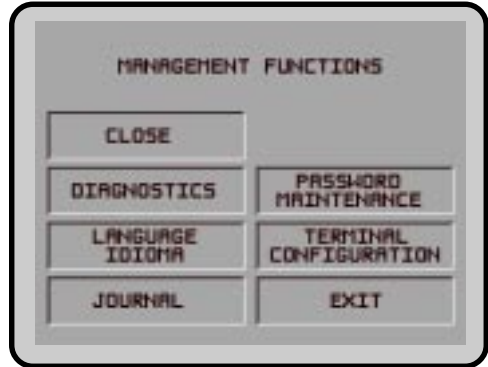 MANAGEMENT FUNCTIONS
CLOSE
DIAGNOSTICS
PASSWORD
MAINTENANCE
LANGUAGE
IDIOMA
TERMINAL
CONFIGURATION
JOURNAL
EXIT